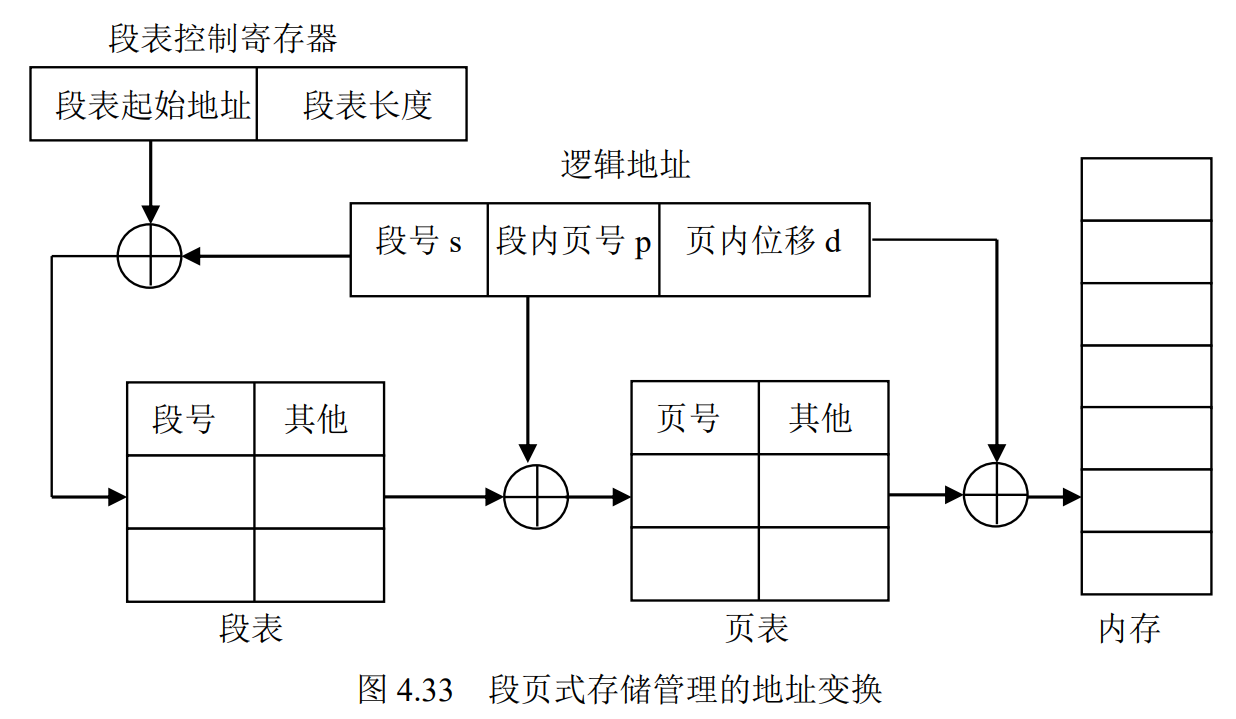 段表控制寄存器
段表起始地址 段表长度
逻辑地址
段号 s 段内页号 p 页内位移 d
段号 其他
页号 其他
段表
页表
内存
图 4.33 段页式存储管理的地址变换